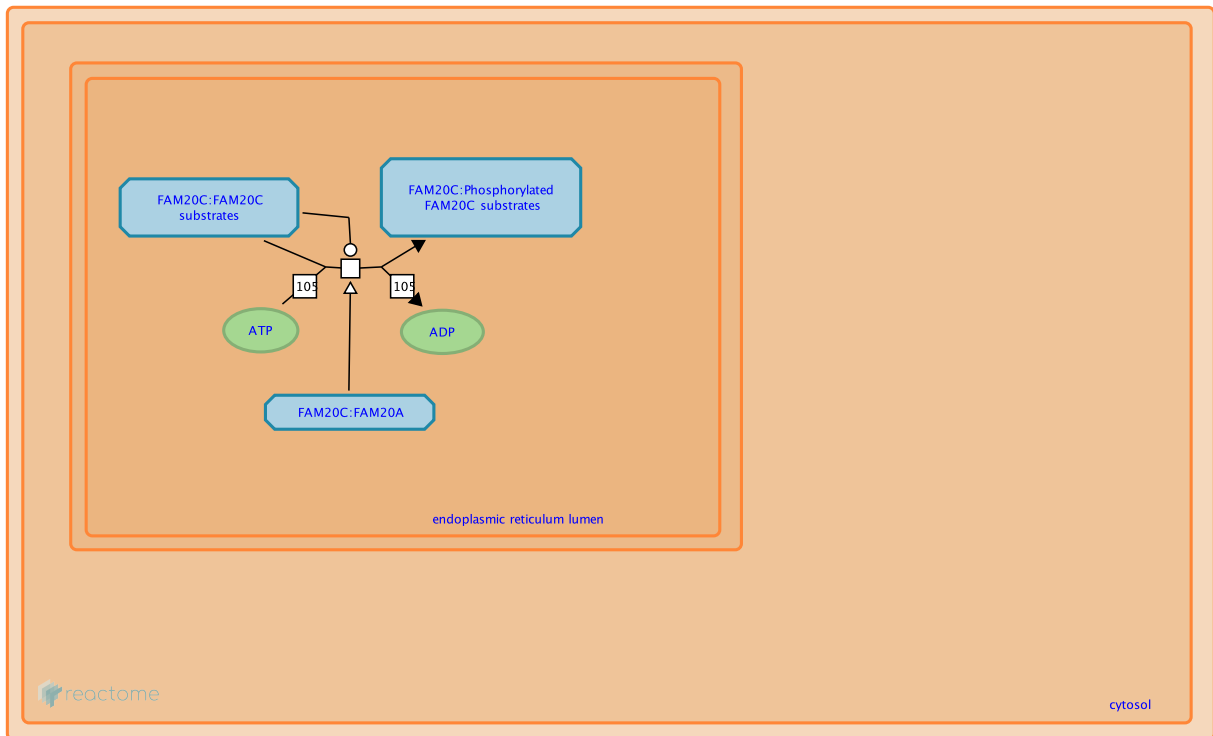 FAM20C:FAM20C
substrates
FAM20C:Phosphorylated
FAM20C substrates
105
105
ATP
ADP
FAM20C:FAM20A
endoplasmic reticulum lumen
reactome
cytosol